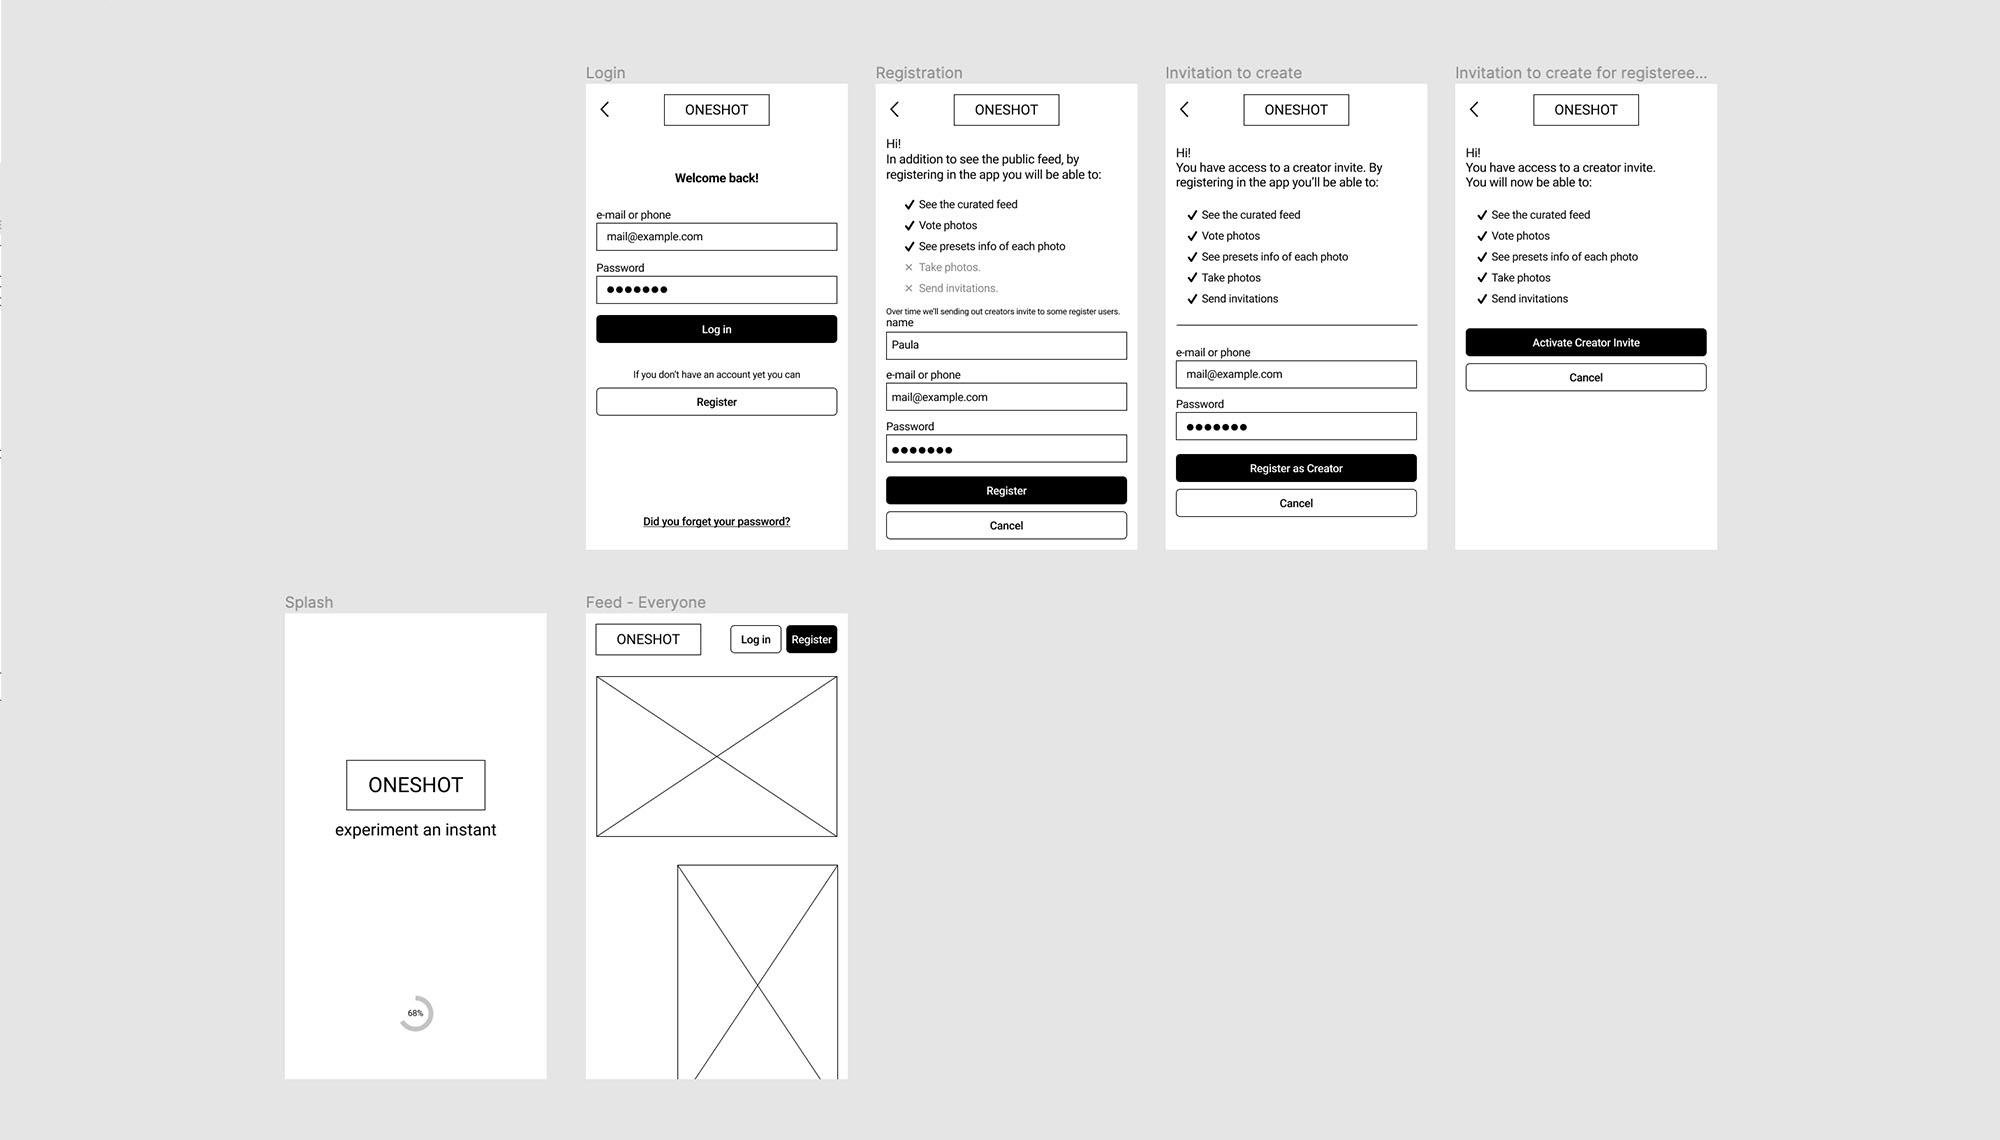 Login
ONESHOT
Welcome back!
e-mail or phone
mail@example.com
Password
Log in
If you don't have an account yet you can
Register
Did you forget your password?
Registration
ONESHOT
Hi!
In addition to see the public feed, by
registering in the app you will be able to:
See the curated feed
Vote photos
See presets info of each photo
Take photos.
Send invitations.
Over time we'll sending out creators invite to some register users.
name
Paula
e-mail or phone
mail@example.com
Password
Register
Cancel
Invitation to create
ONESHOT
Hi!
You have access to a creator invite. By
registering in the app you'll be able to:
See the curated feed
Vote photos
See presets info of each photo
Take photos
Send invitations
e-mail or phone
mail@example.com
Password
Register as Creator
Cancel
Invitation to create for registeree...
ONESHOT
Hi!
You have access to a creator invite.
You will now be able to:
See the curated feed
Vote photos
See presets info of each photo
Take photos
Send invitations
Activate Creator Invite
Cancel
Splash
ONESHOT
experiment an instant
68%
Feed - Everyone
ONESHOT
Log in
Register